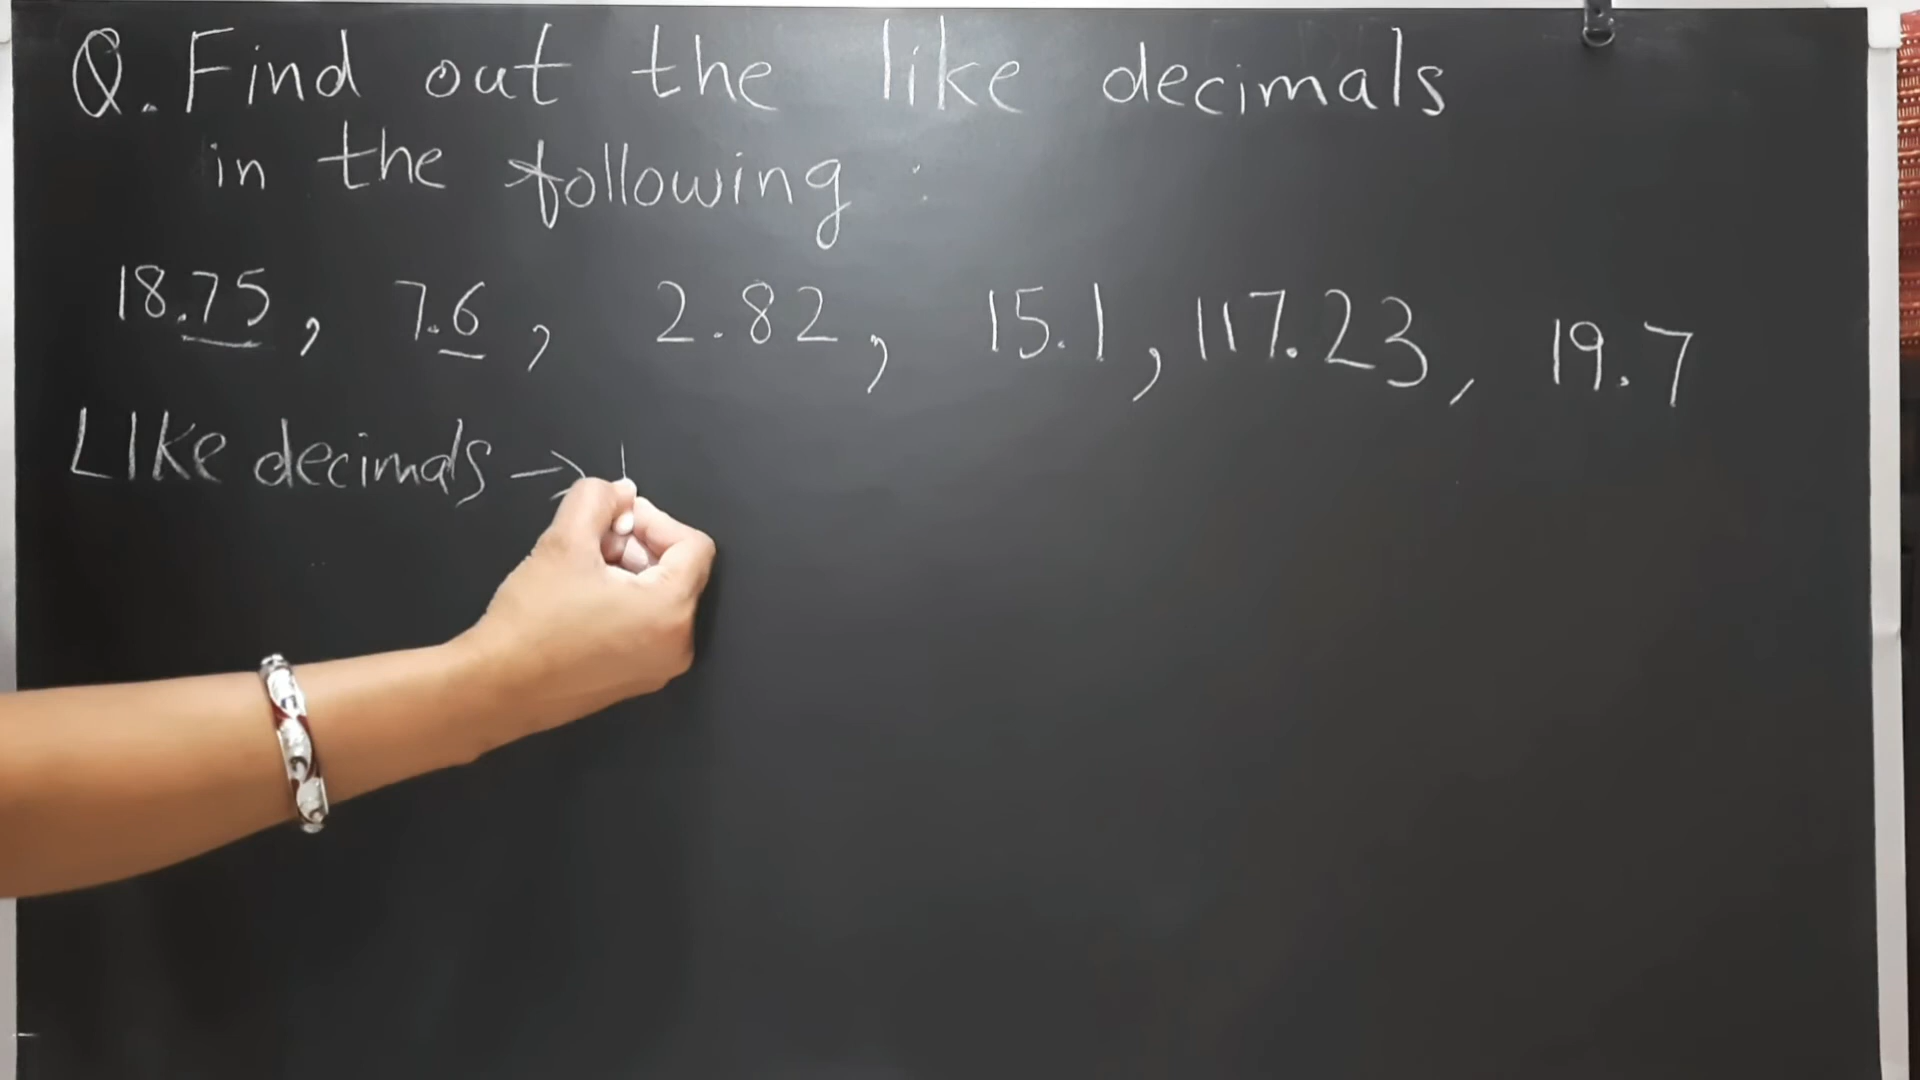 Q. Find out the like decimals
in the following :
18.75, 7.6, 2.82, 15.1, 117.23, 19.7
Like decimals → 1